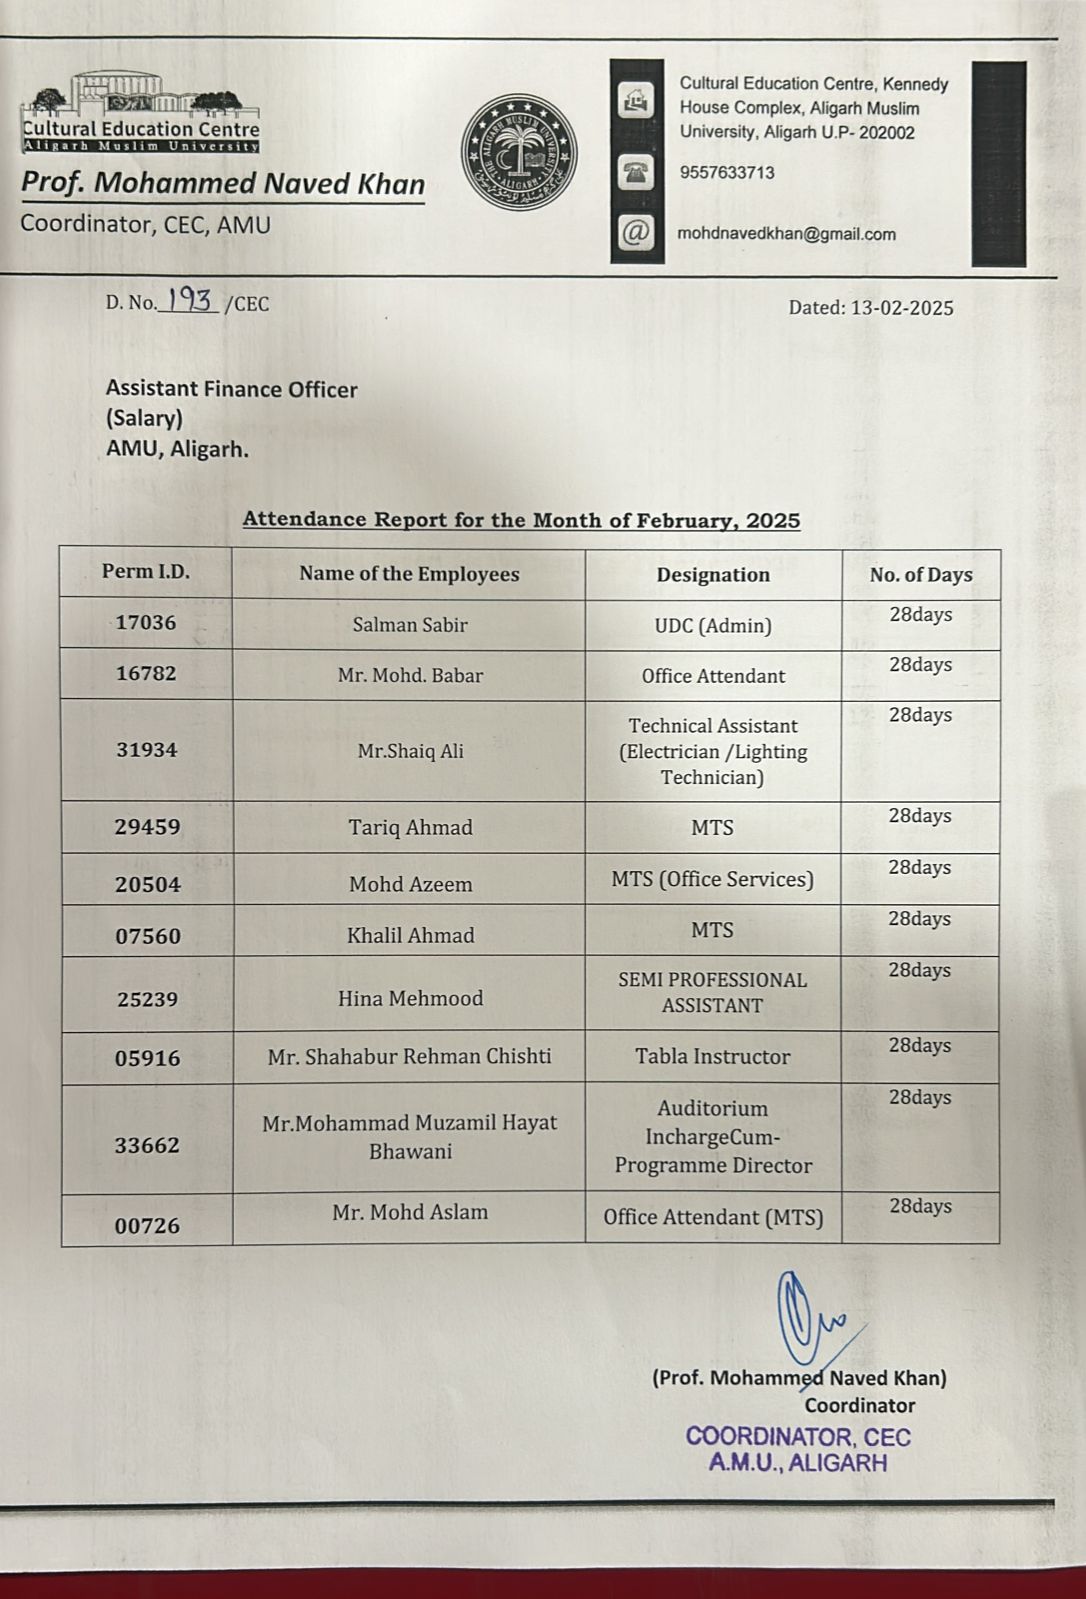 Cultural Education Centre
Aligarh Muslim University
Prof. Mohammed Naved Khan
Coordinator, CEC, AMU
THE ALIGARH MUSLIM UNIVERSITY
ALIGARH
Cultural Education Centre, Kennedy
House Complex, Aligarh Muslim
University, Aligarh U.P- 202002
9557633713
@ mohdnavedkhan@gmail.com
D. No. 193 /CEC Dated: 13-02-2025
Assistant Finance Officer
(Salary)
AMU, Aligarh.
Attendance Report for the Month of February, 2025
Perm I.D. Name of the Employees Designation No. of Days
17036 Salman Sabir UDC (Admin) 28days
16782 Mr. Mohd. Babar Office Attendant 28days
31934 Mr.Shaiq Ali Technical Assistant
(Electrician /Lighting
Technician) 28days
29459 Tariq Ahmad MTS 28days
20504 Mohd Azeem MTS (Office Services) 28days
07560 Khalil Ahmad MTS 28days
25239 Hina Mehmood SEMI PROFESSIONAL
ASSISTANT 28days
05916 Mr. Shahabur Rehman Chishti Tabla Instructor 28days
33662 Mr.Mohammad Muzamil Hayat
Bhawani Auditorium
InchargeCum-
Programme Director 28days
00726 Mr. Mohd Aslam Office Attendant (MTS) 28days
(Prof. Mohammed Naved Khan)
Coordinator
COORDINATOR, CEC
A.M.U., ALIGARH